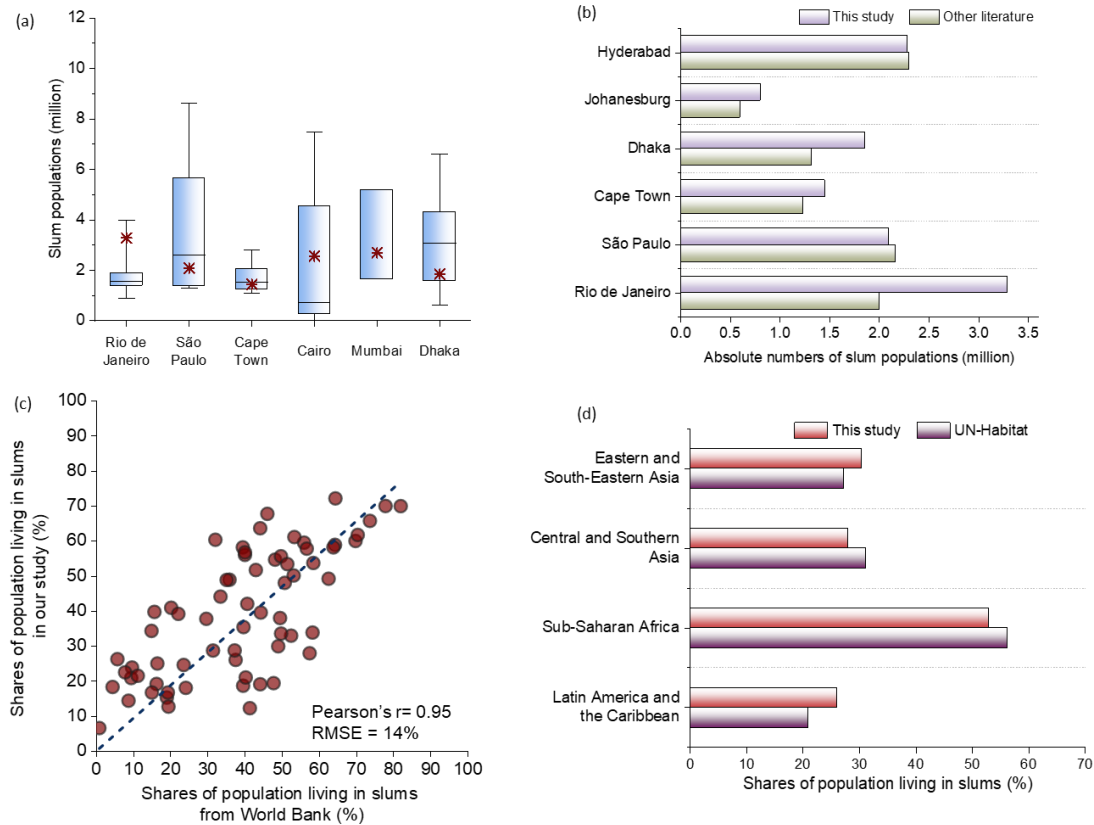 (a)
Slum populations (million)
12
10
8
6
4
2
0
Rio de
Janeiro
São
Paulo
Cape
Town
Cairo
Mumbai
Dhaka
(b)
This study
Other literature
Hyderabad
Johanesburg
Dhaka
Cape Town
São Paulo
Rio de Janeiro
0.0 0.5 1.0 1.5 2.0 2.5 3.0 3.5
Absolute numbers of slum populations (million)
(c)
Shares of population living in slums
in our study (%)
100
90
80
70
60
50
40
30
20
10
0
Pearson's r= 0.95
RMSE = 14%
0 10 20 30 40 50 60 70 80 90 100
Shares of population living in slums
from World Bank (%)
(d)
This study
UN-Habitat
Eastern and
South-Eastern Asia
Central and Southern
Asia
Sub-Saharan Africa
Latin America and
the Caribbean
0 10 20 30 40 50 60 70
Shares of population living in slums (%)